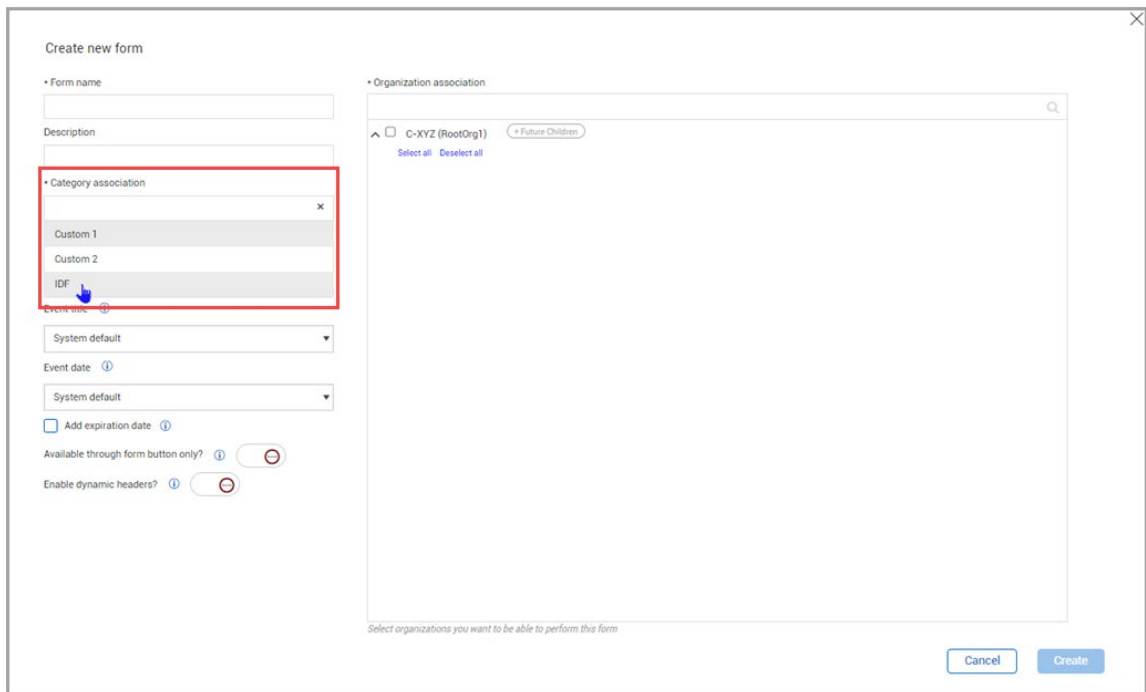 Create new form
• Form name
Description
• Category association
Custom 1
Custom 2
IDF
Event title
System default
Event date
System default
Add expiration date
Available through form button only?
Enable dynamic headers?
• Organization association
C-XYZ (RootOrg1) + Future Children
Select all Deselect all
Select organizations you want to be able to perform this form
Cancel Create